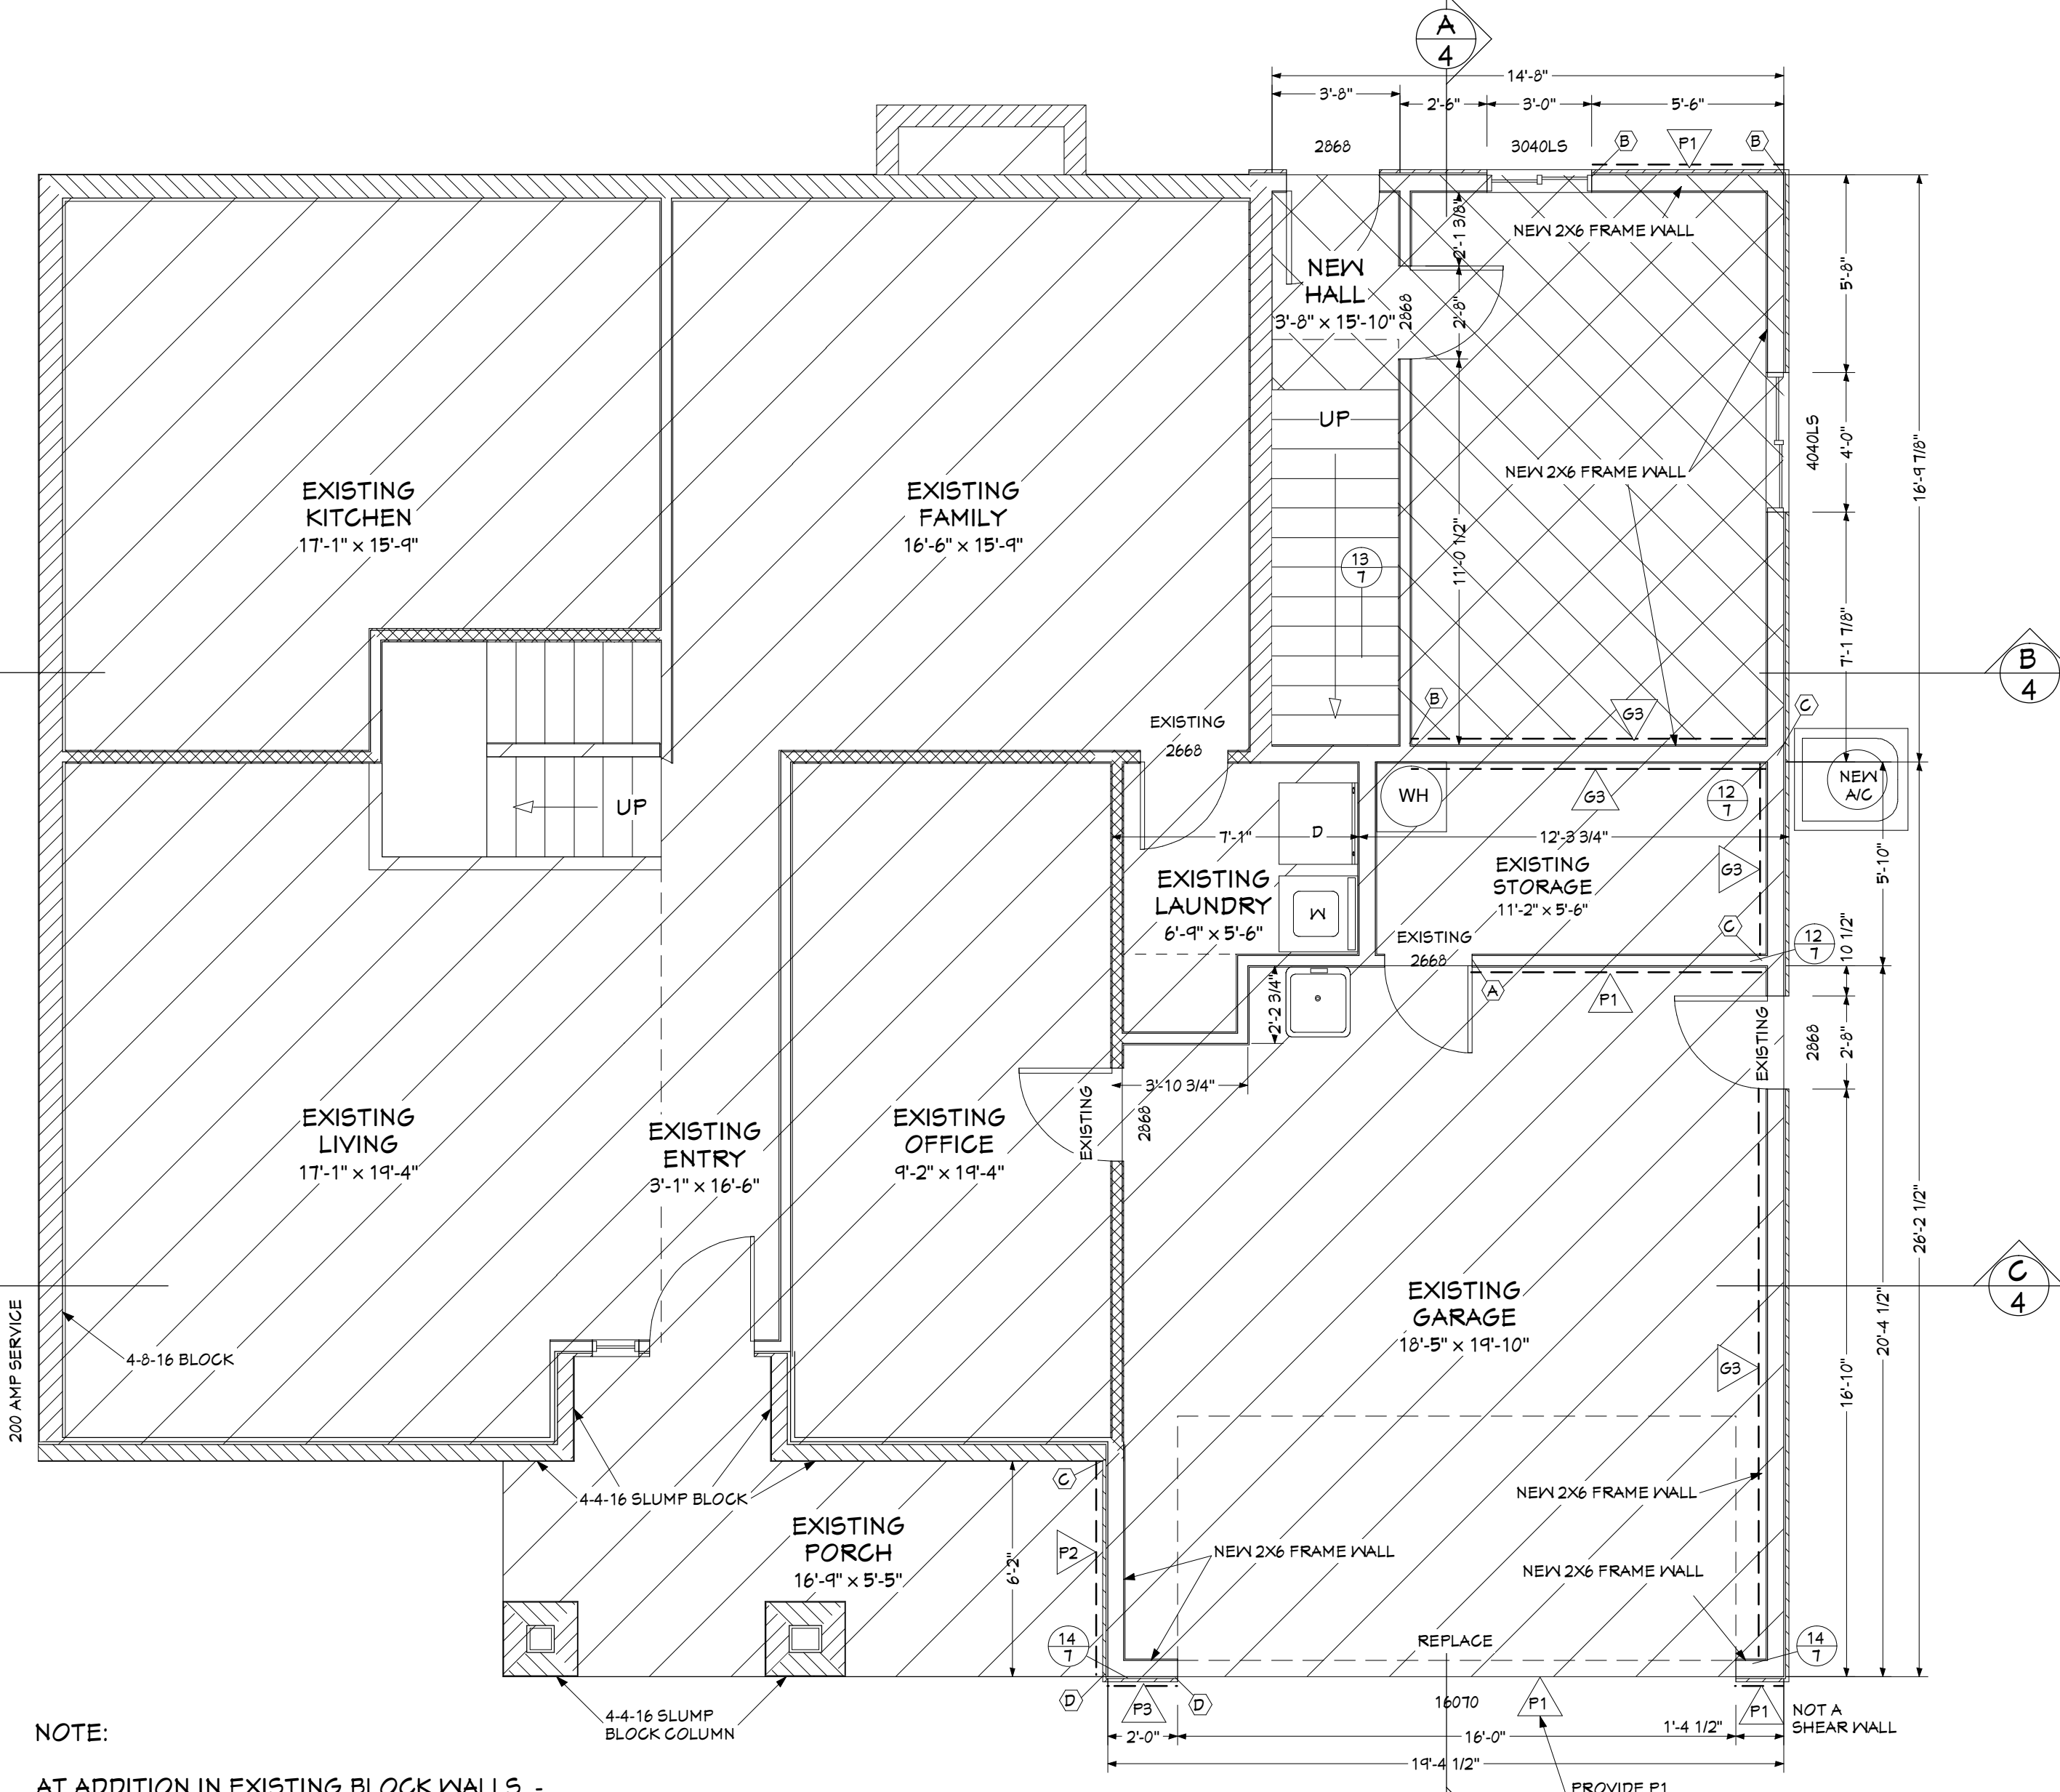 A
4
14'-8"
3'-8"
2'-6"
3'-0"
5'-6"
2868
3040LS
B
P1
B
NEW 2X6 FRAME WALL
2'-1 3/8"
NEW
HALL
3'-8" x 15'-10"
2868
2'-8"
5'-8"
UP
4040LS
4'-0"
16'-9 7/8"
NEW 2X6 FRAME WALL
EXISTING
KITCHEN
17'-1" x 15'-9"
EXISTING
FAMILY
16'-6" x 15'-9"
13
7
11'-0 1/2"
7'-1 7/8"
B
4
B
G3
C
EXISTING
2668
UP
WH
G3
12
7
NEW
A/C
D
7'-1"
12'-3 3/4"
5'-10"
EXISTING
LAUNDRY
6'-9" x 5'-6"
W
EXISTING
STORAGE
11'-2" x 5'-6"
G3
C
12
7
10 1/2"
EXISTING
2668
A
P1
2'-2 3/4"
EXISTING
2868
2'-8"
3'-10 3/4"
EXISTING
2868
EXISTING
LIVING
17'-1" x 19'-4"
EXISTING
ENTRY
3'-1" x 16'-6"
EXISTING
OFFICE
9'-2" x 19'-4"
26'-2 1/2"
C
4
EXISTING
GARAGE
18'-5" x 19'-10"
20'-4 1/2"
200 AMP SERVICE
4-8-16 BLOCK
G3
16'-10"
C
4-4-16 SLUMP BLOCK
NEW 2X6 FRAME WALL
EXISTING
PORCH
16'-9" x 5'-5"
6'-2"
P2
NEW 2X6 FRAME WALL
NEW 2X6 FRAME WALL
14
7
REPLACE
14
7
D
P3
D
16070
P1
P1
NOT A
SHEAR WALL
4-4-16 SLUMP
BLOCK COLUMN
2'-0"
16'-0"
1'-4 1/2"
19'-4 1/2"
NOTE:
AT ADDITION IN EXISTING BLOCK WALLS -
PROVIDE P1